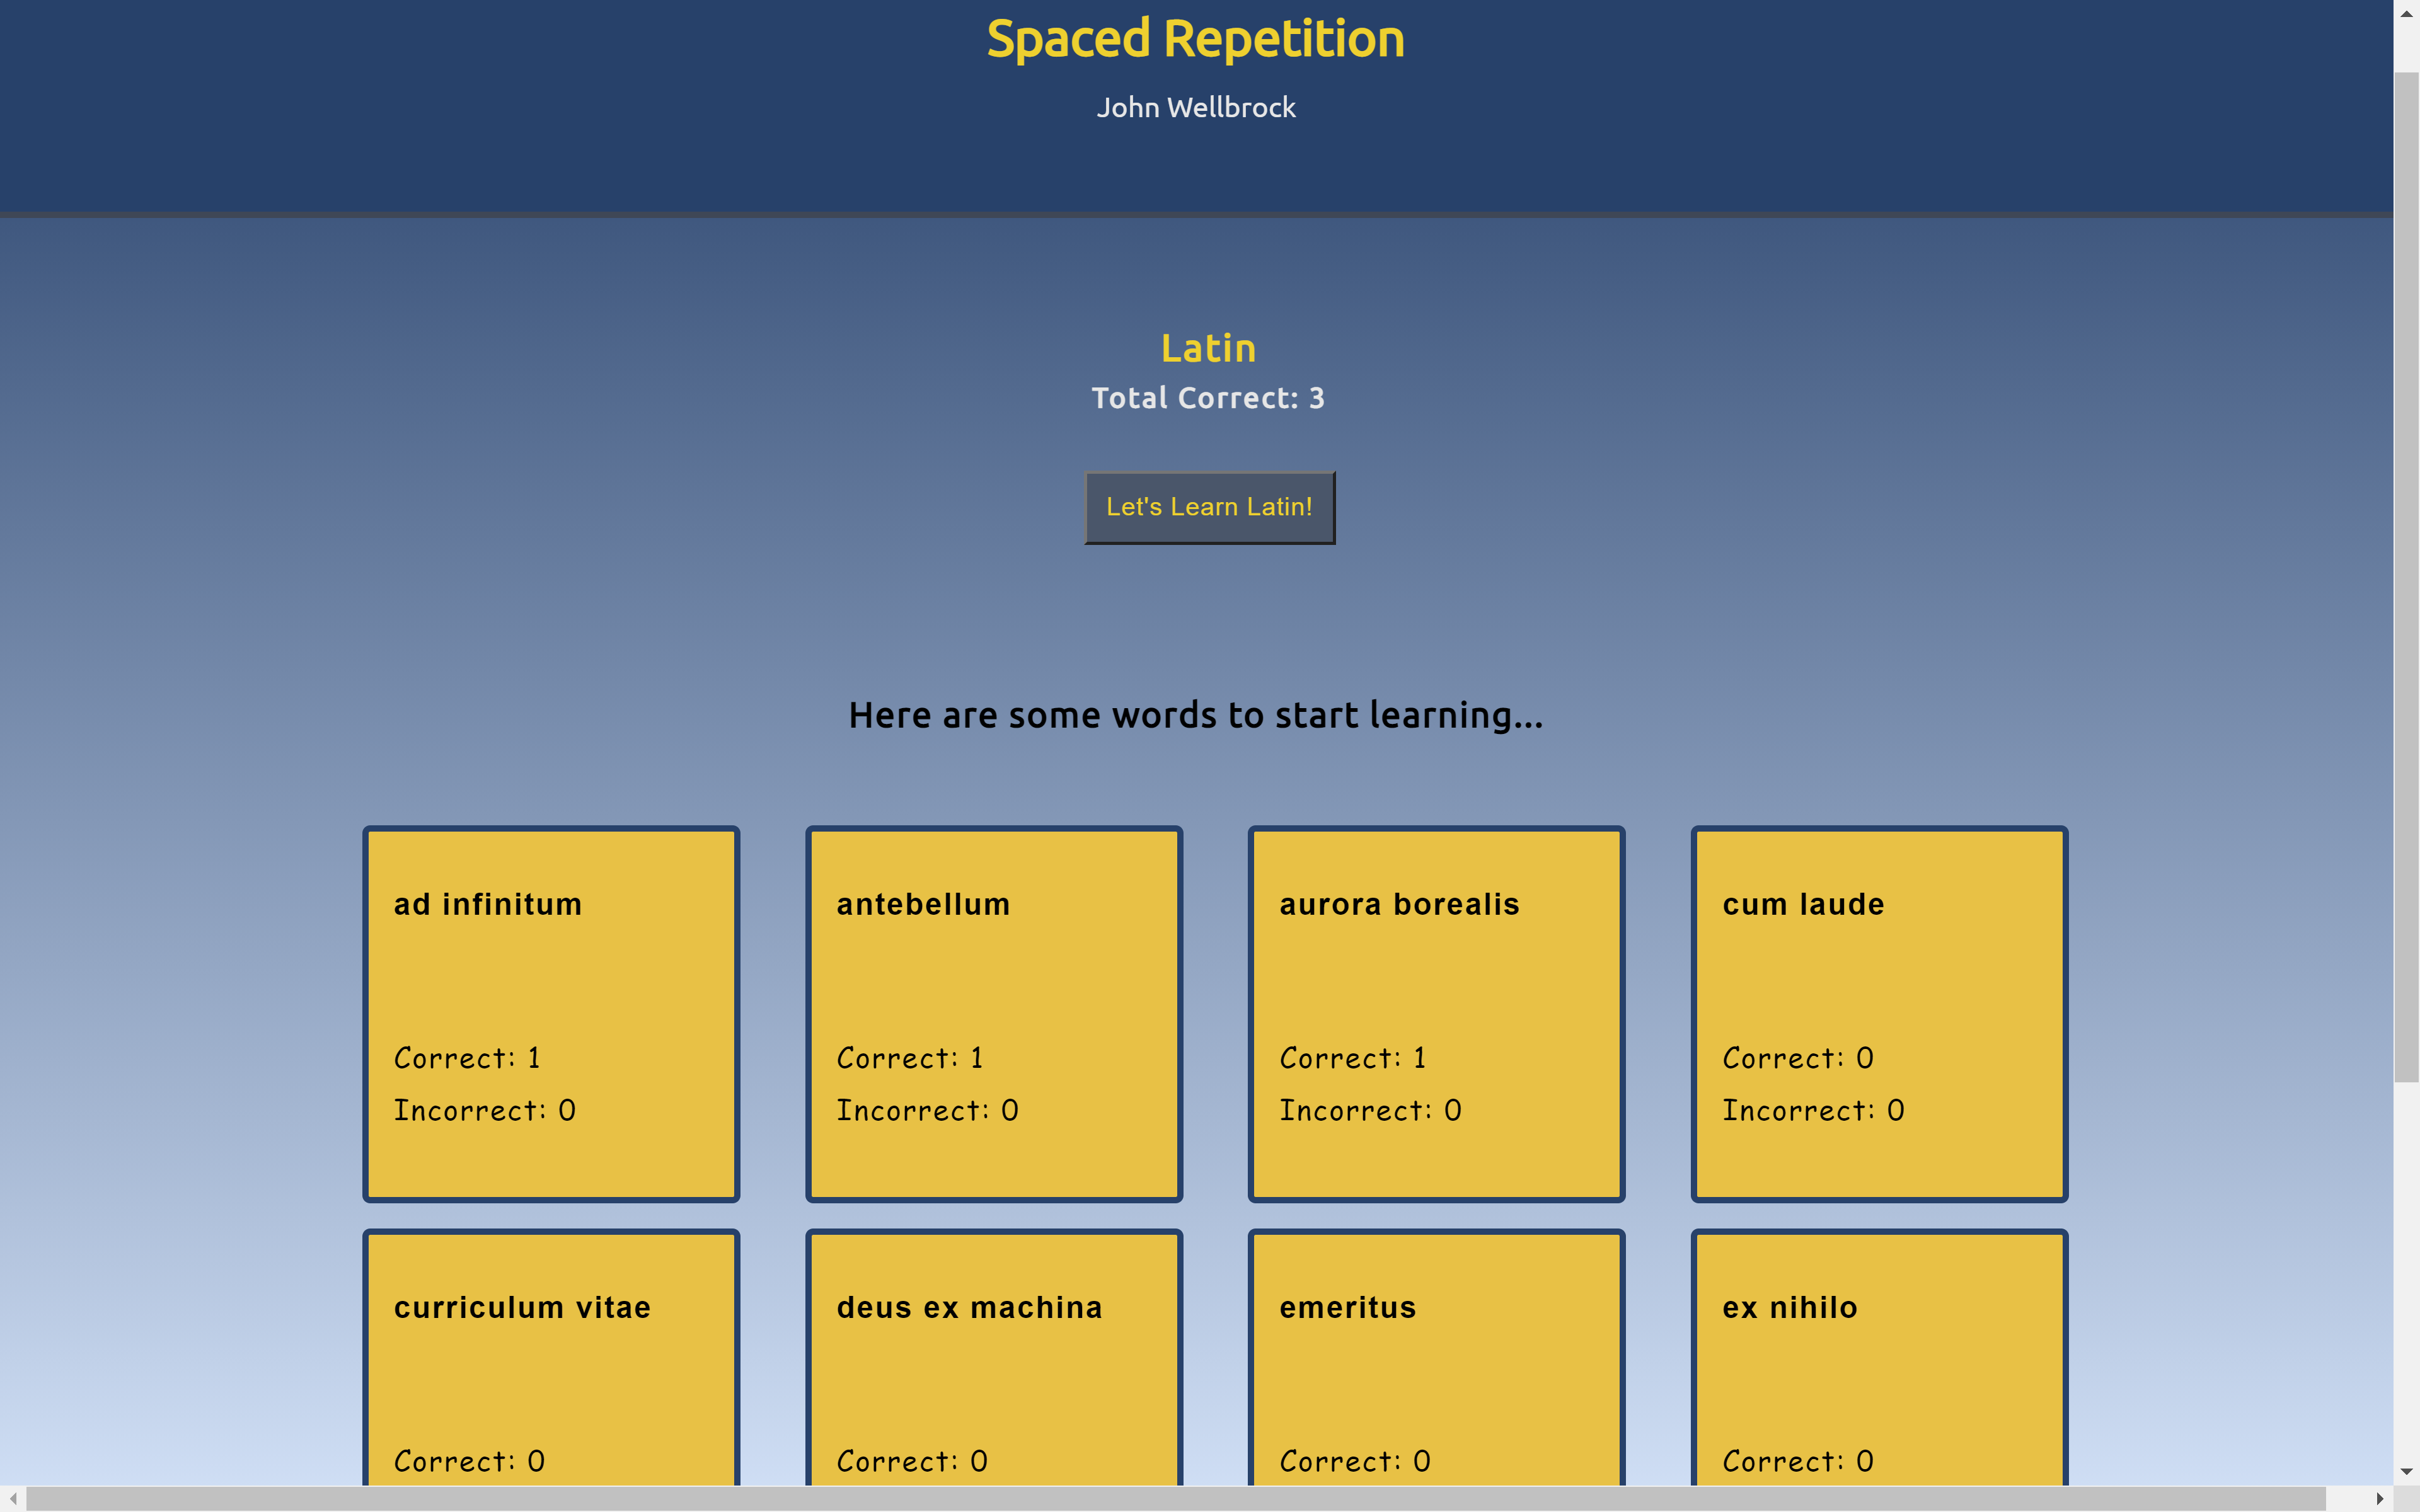 Spaced Repetition
John Wellbrock
Latin
Total Correct: 3
Let's Learn Latin!
Here are some words to start learning...
ad infinitum
Correct: 1
Incorrect: 0
antebellum
Correct: 1
Incorrect: 0
aurora borealis
Correct: 1
Incorrect: 0
cum laude
Correct: 0
Incorrect: 0
curriculum vitae
Correct: 0
deus ex machina
Correct: 0
emeritus
Correct: 0
ex nihilo
Correct: 0